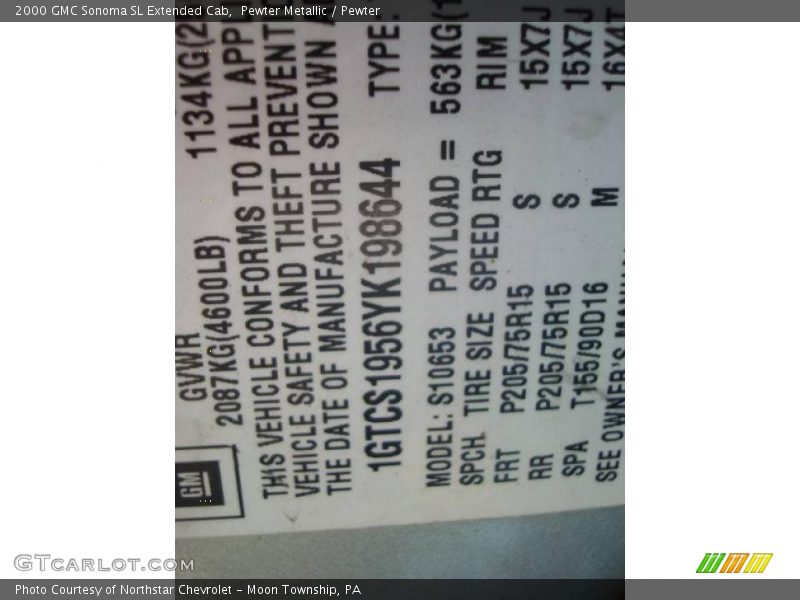 2000 GMC Sonoma SL Extended Cab, Pewter Metallic / Pewter
GM
GVWR
2087KG(4600LB) 1134KG(2
THIS VEHICLE CONFORMS TO ALL APPL
VEHICLE SAFETY AND THEFT PREVENT
THE DATE OF MANUFACTURE SHOWN
1GTCS1956YK198644 TYPE:
MODEL: S10653 PAYLOAD = 563KG(1
SPCH. TIRE SIZE SPEED RTG RIM
FRT P205/75R15 S 15X7J
RR P205/75R15 S 15X7J
SPA T155/90D16 M 16X4T
SEE OWNER'S MANUAL
GTcarlot.com
Photo Courtesy of Northstar Chevrolet - Moon Township, PA